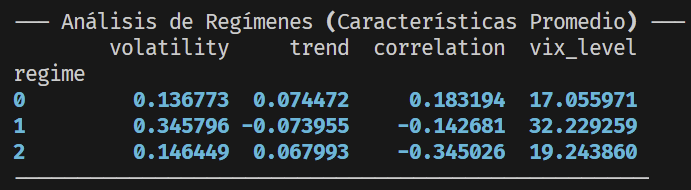 ─── Análisis de Regímenes (Características Promedio) ───
volatility trend correlation vix_level
regime
0 0.136773 0.074472 0.183194 17.055971
1 0.345796 -0.073955 -0.142681 32.229259
2 0.146449 0.067993 -0.345026 19.243860
──────────────────────────────────────────────────